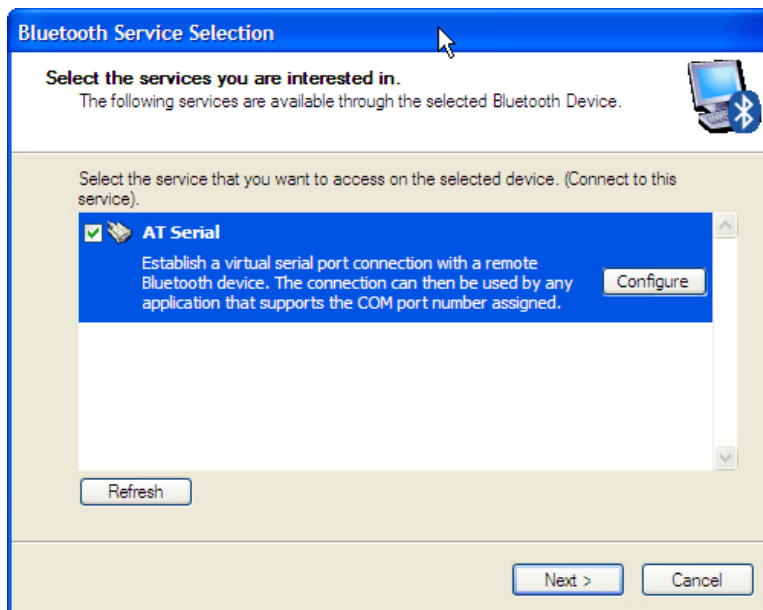 Bluetooth Service Selection
Select the services you are interested in.
The following services are available through the selected Bluetooth Device.
Select the service that you want to access on the selected device. (Connect to this
service).
AT Serial
Establish a virtual serial port connection with a remote
Bluetooth device. The connection can then be used by any
application that supports the COM port number assigned.
Configure
Refresh
Next >
Cancel